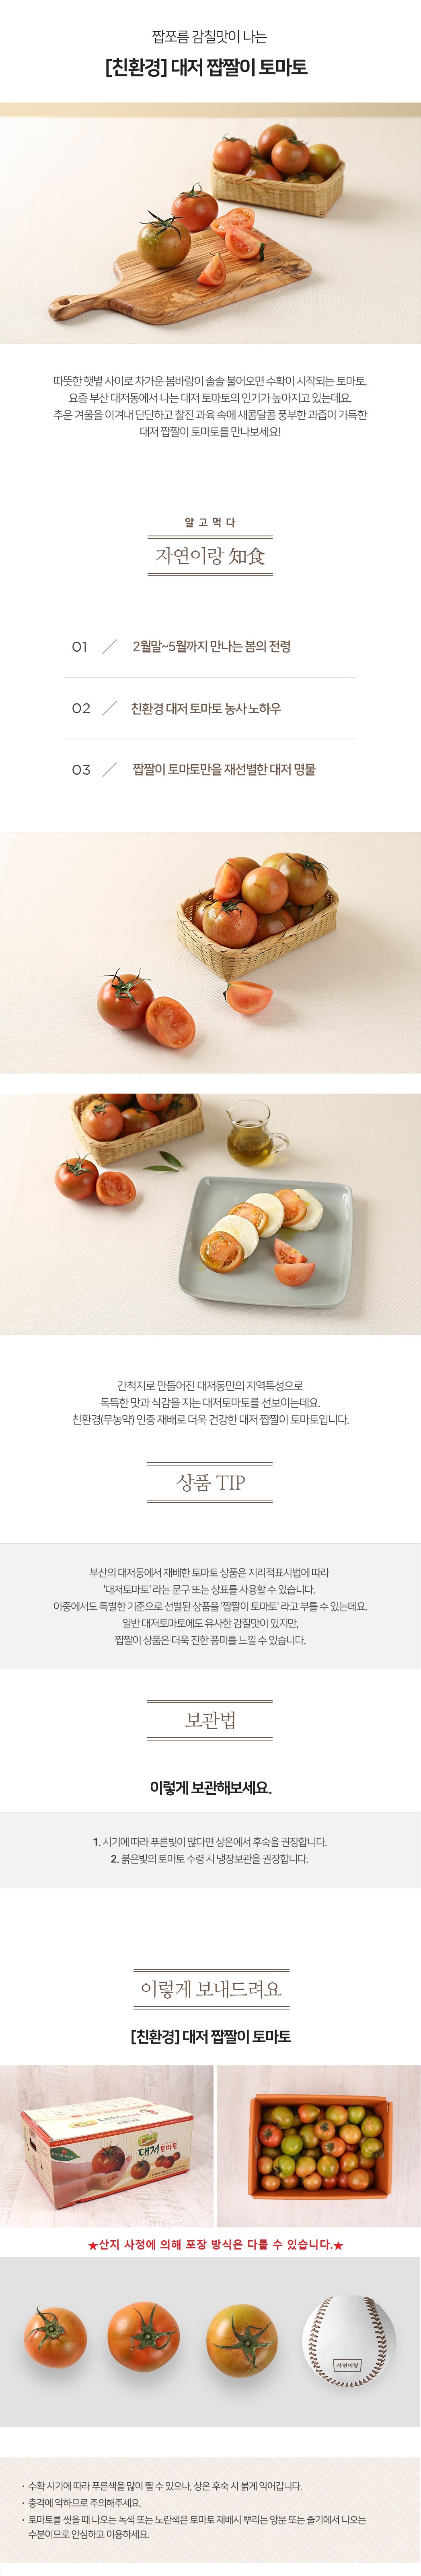 짭쪼름 감칠맛이 나는
[친환경] 대저 짭짤이 토마토
따뜻한 햇볕 사이로 차가운 봄바람이 솔솔 불어오면 수확이 시작되는 토마토.
요즘 부산 대저동에서 나는 대저 토마토의 인기가 높아지고 있는데요.
추운 겨울을 이겨내 단단하고 찰진 과육 속에 새콤달콤 풍부한 과즙이 가득한
대저 짭짤이 토마토를 만나보세요!
알고먹다
자연이랑 知食
01 / 2월말~5월까지 만나는 봄의 전령
02 / 친환경 대저 토마토 농사 노하우
03 / 짭짤이 토마토만을 재선별한 대저 명물
간척지로 만들어진 대저동만의 지역특성으로
독특한 맛과 식감을 지는 대저토마토를 선보이는데요.
친환경(무농약) 인증 재배로 더욱 건강한 대저 짭짤이 토마토입니다.
상품 TIP
부산의 대저동에서 재배한 토마토 상품은 지리적표시법에 따라
'대저토마토' 라는 문구 또는 상표를 사용할 수 있습니다.
이중에서도 특별한 기준으로 선별된 상품을 '짭짤이 토마토' 라고 부를 수 있는데요.
일반 대저토마토에도 유사한 감칠맛이 있지만,
짭짤이 상품은 더욱 진한 풍미를 느낄 수 있습니다.
보관법
이렇게 보관해보세요.
1. 시기에 따라 푸른빛이 많다면 상온에서 후숙을 권장합니다.
2. 붉은빛의 토마토 수령 시 냉장보관을 권장합니다.
이렇게 보내드려요
[친환경] 대저 짭짤이 토마토
대저 토마토
★산지 사정에 의해 포장 방식은 다를 수 있습니다.★
자연이랑
· 수확 시기에 따라 푸른색을 많이 띌 수 있으나, 상온 후숙 시 붉게 익어갑니다.
· 충격에 약하므로 주의해주세요.
· 토마토를 씻을 때 나오는 녹색 또는 노란색은 토마토 재배시 뿌리는 양분 또는 줄기에서 나오는
수분이므로 안심하고 이용하세요.